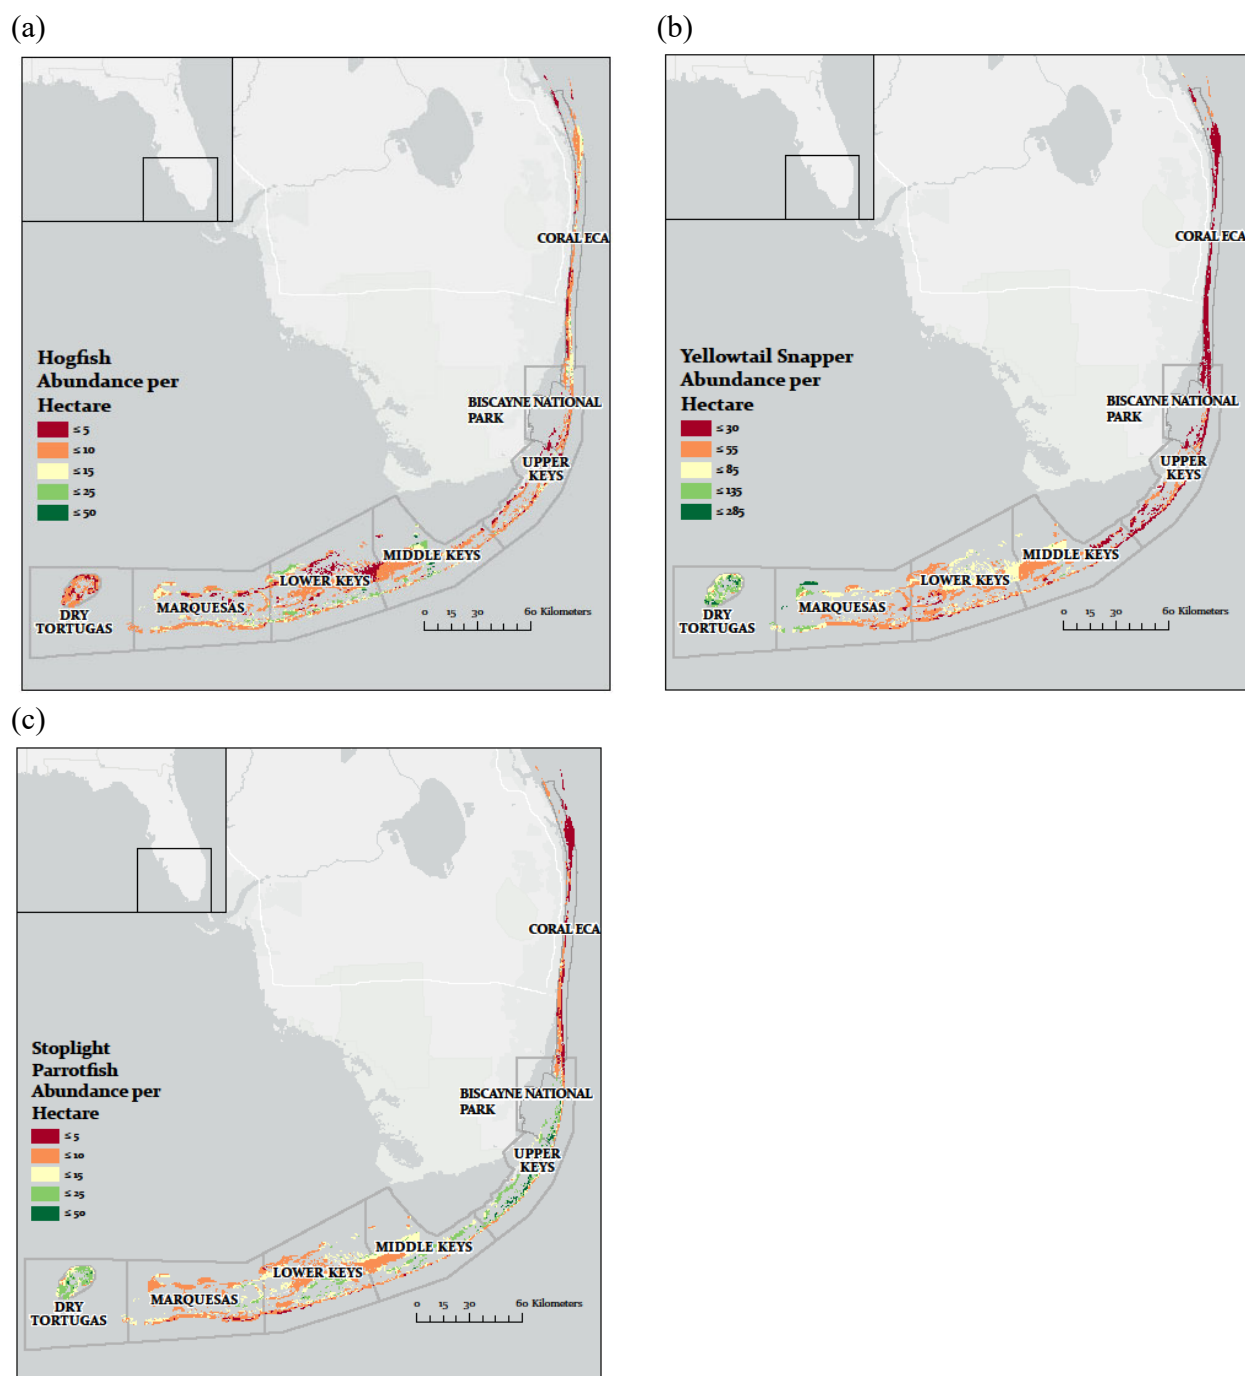 (a)
(b)
CORAL ECA
Hogfish
Abundance per
Hectare
≤ 5
≤ 10
≤ 15
≤ 25
≤ 50
BISCAYNE NATIONAL
PARK
UPPER
KEYS
MIDDLE KEYS
LOWER KEYS
MARQUESAS
DRY
TORTUGAS
0 15 30 60 Kilometers
CORAL ECA
Yellowtail Snapper
Abundance per
Hectare
≤ 30
≤ 55
≤ 85
≤ 135
≤ 285
BISCAYNE NATIONAL
PARK
UPPER
KEYS
MIDDLE KEYS
LOWER KEYS
MARQUESAS
DRY
TORTUGAS
0 15 30 60 Kilometers
(c)
CORAL ECA
Stoplight
Parrotfish
Abundance per
Hectare
≤ 5
≤ 10
≤ 15
≤ 25
≤ 50
BISCAYNE NATIONAL
PARK
UPPER
KEYS
MIDDLE KEYS
LOWER KEYS
MARQUESAS
DRY
TORTUGAS
0 15 30 60 Kilometers